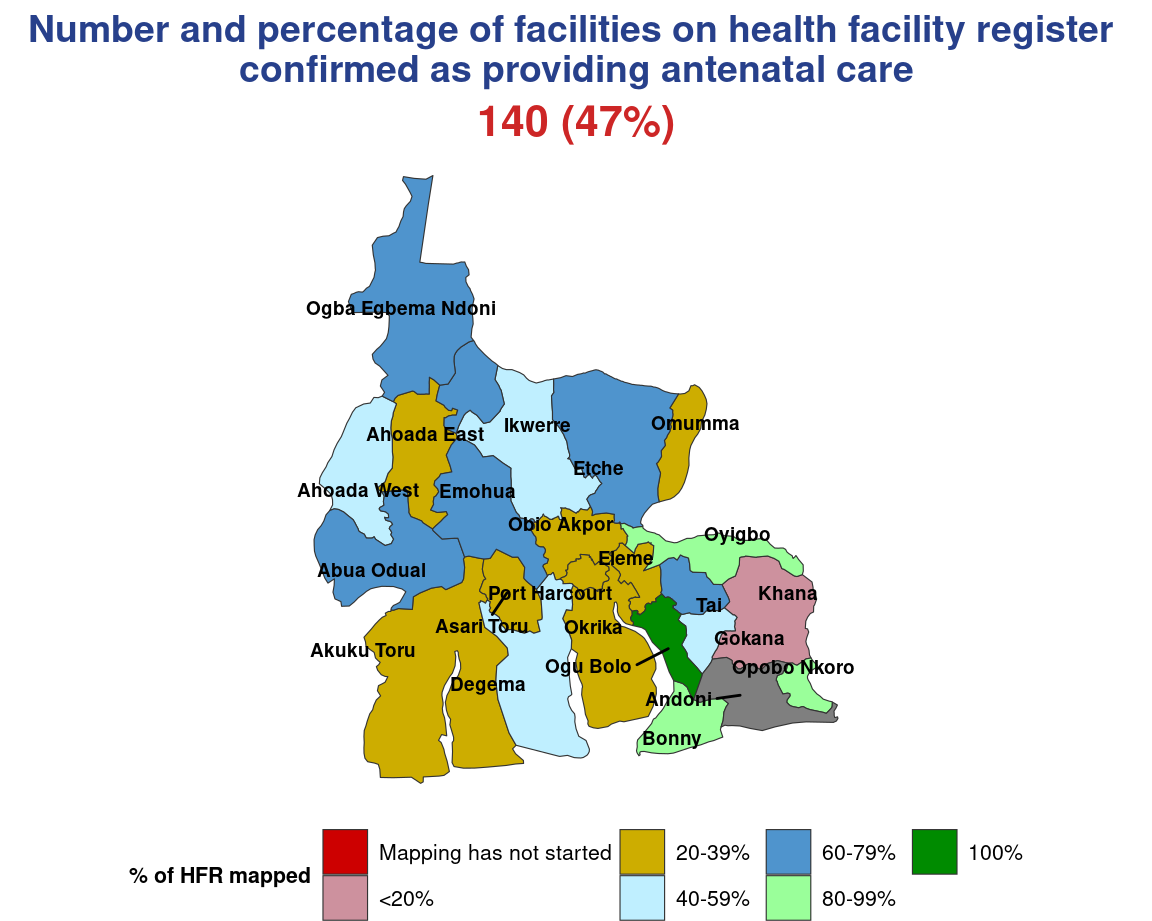 Number and percentage of facilities on health facility register
confirmed as providing antenatal care
140 (47%)
Ogba Egbema Ndoni
Ikwerre
Omumma
Ahoada East
Etche
Ahoada West
Emohua
Obio Akpor
Oyigbo
Eleme
Abua Odual
Port Harcourt
Khana
Tai
Asari Toru
Okrika
Gokana
Akuku Toru
Ogu Bolo
Opobo Nkoro
Degema
Andoni
Bonny
% of HFR mapped
Mapping has not started
<20%
20-39%
40-59%
60-79%
80-99%
100%